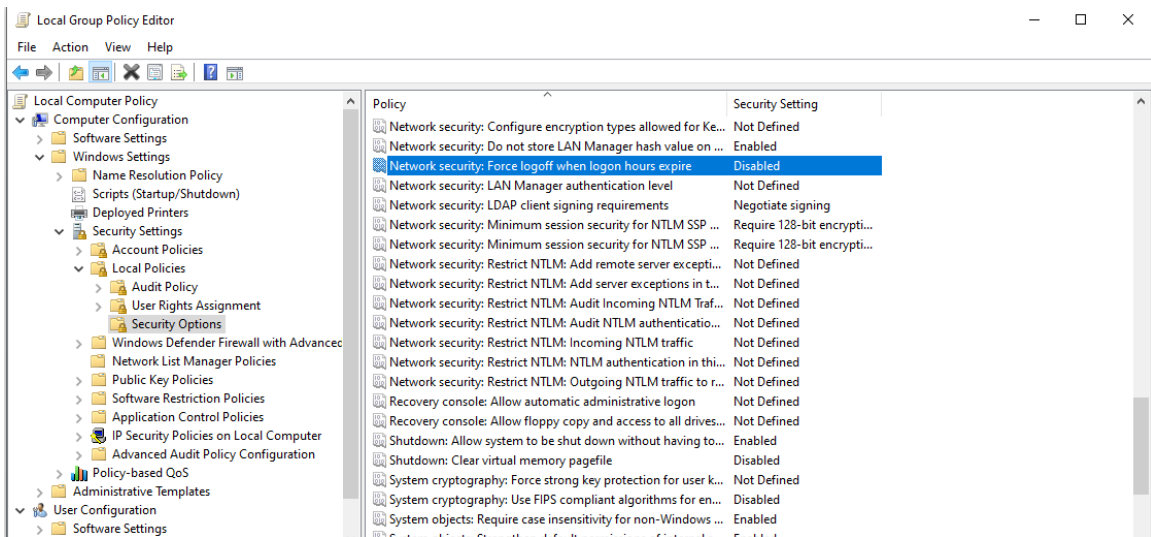 Local Group Policy Editor
File Action View Help
Local Computer Policy
Computer Configuration
Software Settings
Windows Settings
Name Resolution Policy
Scripts (Startup/Shutdown)
Deployed Printers
Security Settings
Account Policies
Local Policies
Audit Policy
User Rights Assignment
Security Options
Windows Defender Firewall with Advanced
Network List Manager Policies
Public Key Policies
Software Restriction Policies
Application Control Policies
IP Security Policies on Local Computer
Advanced Audit Policy Configuration
Policy-based QoS
Administrative Templates
User Configuration
Software Settings
Policy Security Setting
Network security: Configure encryption types allowed for Ke... Not Defined
Network security: Do not store LAN Manager hash value on ... Enabled
Network security: Force logoff when logon hours expire Disabled
Network security: LAN Manager authentication level Not Defined
Network security: LDAP client signing requirements Negotiate signing
Network security: Minimum session security for NTLM SSP ... Require 128-bit encrypti...
Network security: Minimum session security for NTLM SSP ... Require 128-bit encrypti...
Network security: Restrict NTLM: Add remote server excepti... Not Defined
Network security: Restrict NTLM: Add server exceptions in t... Not Defined
Network security: Restrict NTLM: Audit Incoming NTLM Traf... Not Defined
Network security: Restrict NTLM: Audit NTLM authenticatio... Not Defined
Network security: Restrict NTLM: Incoming NTLM traffic Not Defined
Network security: Restrict NTLM: NTLM authentication in thi... Not Defined
Network security: Restrict NTLM: Outgoing NTLM traffic to r... Not Defined
Recovery console: Allow automatic administrative logon Not Defined
Recovery console: Allow floppy copy and access to all drives... Not Defined
Shutdown: Allow system to be shut down without having to... Enabled
Shutdown: Clear virtual memory pagefile Disabled
System cryptography: Force strong key protection for user k... Not Defined
System cryptography: Use FIPS compliant algorithms for en... Disabled
System objects: Require case insensitivity for non-Windows ... Enabled